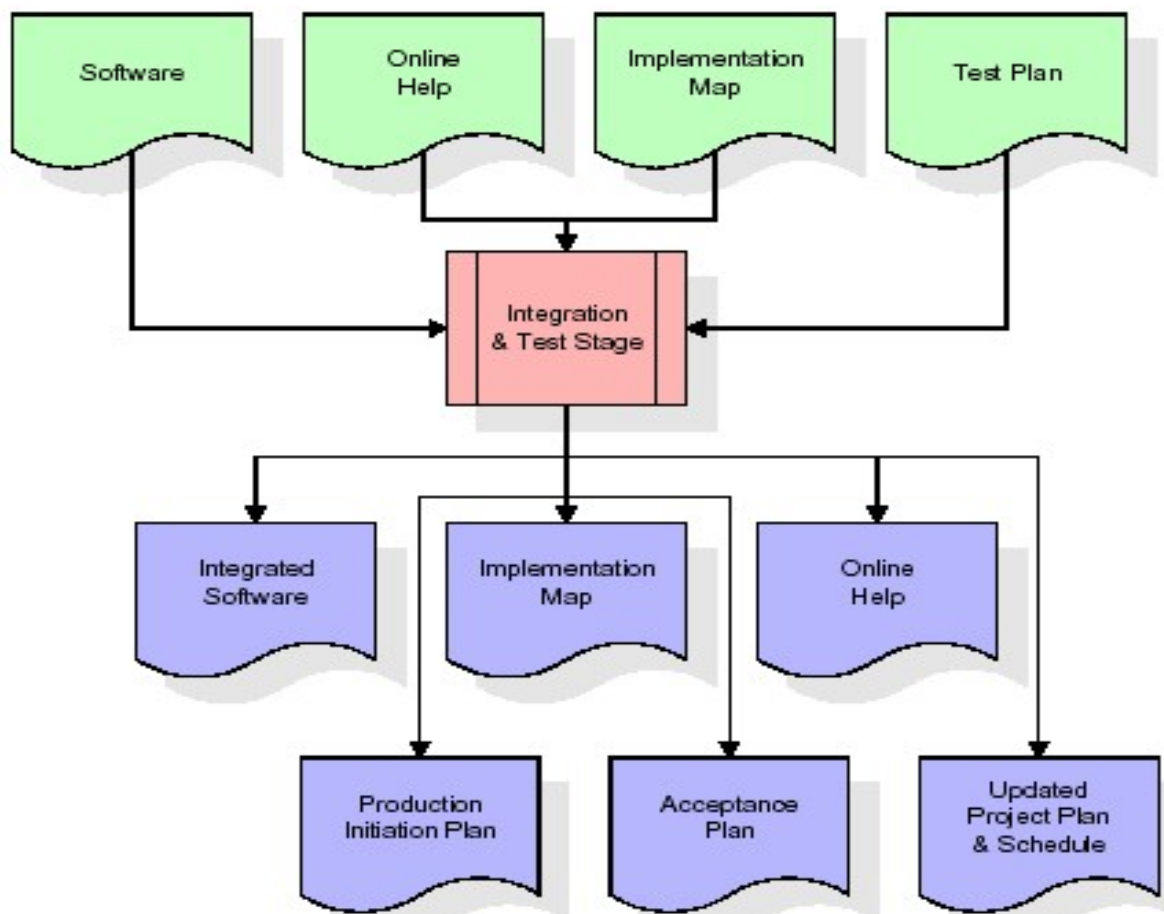 Software
Online
Help
Implementation
Map
Test Plan
Integration
& Test Stage
Integrated
Software
Implementation
Map
Online
Help
Production
Initiation Plan
Acceptance
Plan
Updated
Project Plan
& Schedule